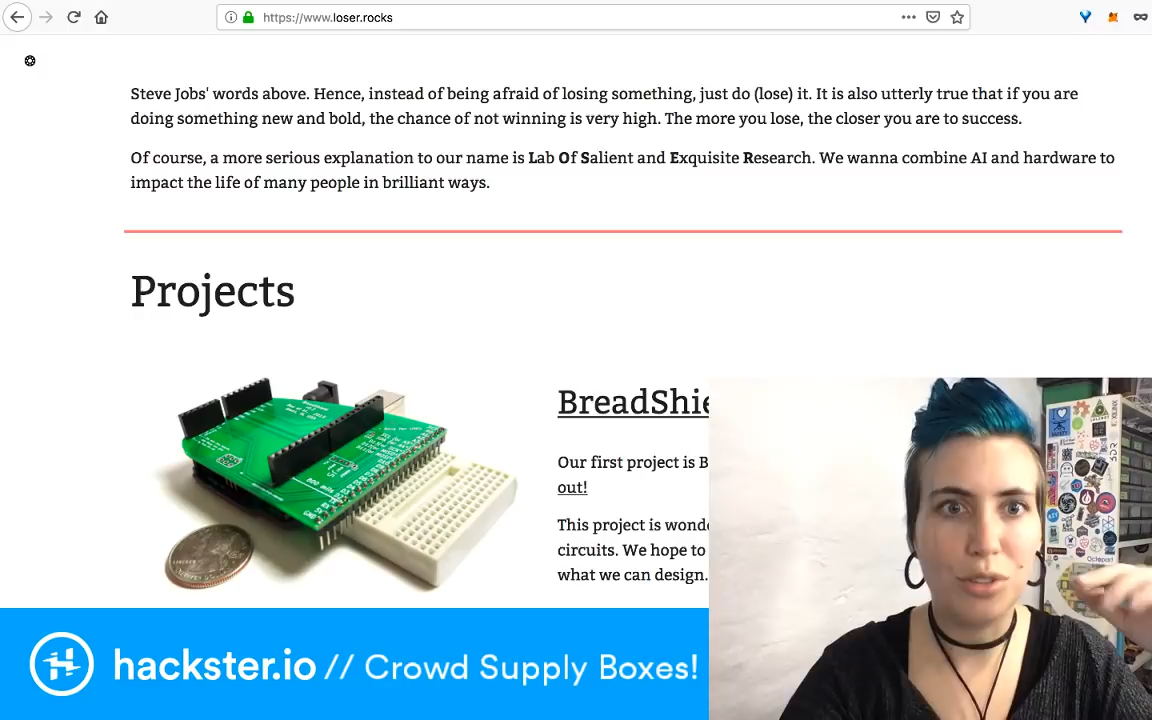 https://www.loser.rocks
Steve Jobs' words above. Hence, instead of being afraid of losing something, just do (lose) it. It is also utterly true that if you are
doing something new and bold, the chance of not winning is very high. The more you lose, the closer you are to success.
Of course, a more serious explanation to our name is Lab Of Salient and Exquisite Research. We wanna combine AI and hardware to
impact the life of many people in brilliant ways.
Projects
BreadShie
Our first project is B
out!
This project is wond
circuits. We hope to
what we can design.
hackster.io // Crowd Supply Boxes!